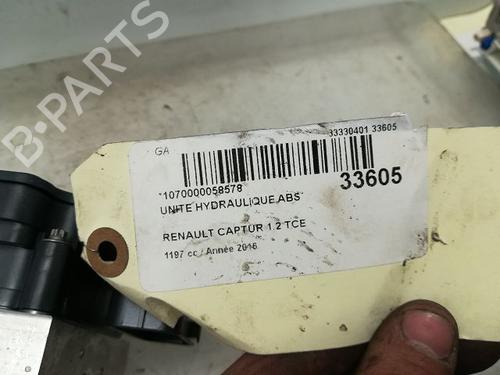 B-PARTS
GA
33330401 33605
*1070000058578
33605
UNITE HYDRAULIQUE ABS
RENAULT CAPTUR 1.2 TCE
1197 cc / Année 2016